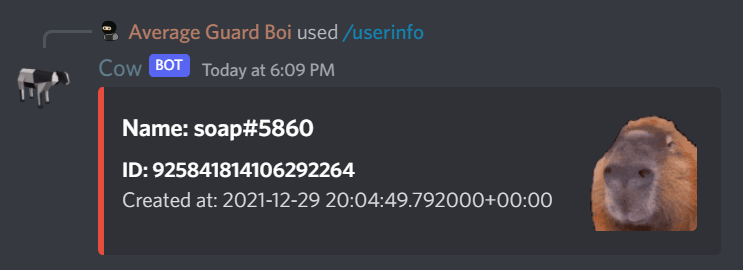 Average Guard Boi used /userinfo
Cow BOT Today at 6:09 PM
Name: soap#5860
ID: 925841814106292264
Created at: 2021-12-29 20:04:49.792000+00:00